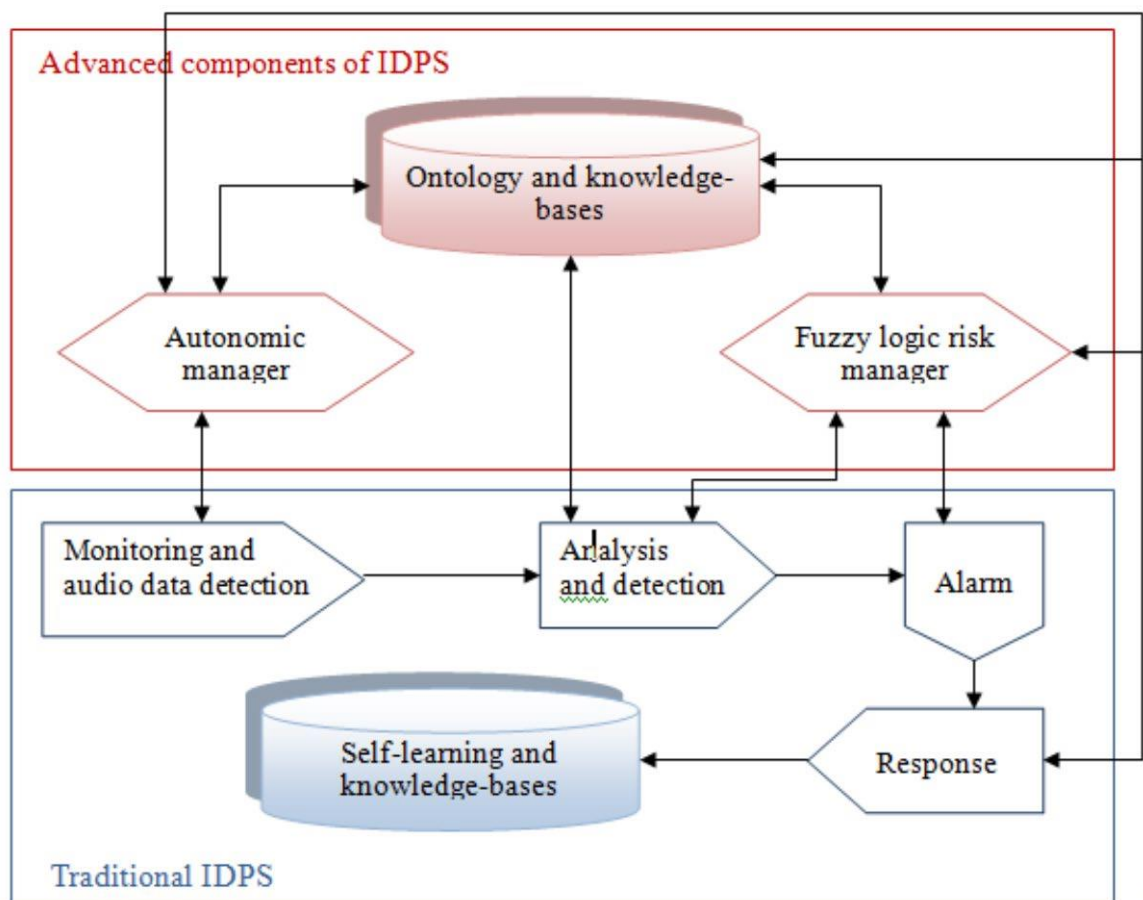 Advanced components of IDPS
Ontology and knowledge-
bases
Autonomic
manager
Fuzzy logic risk
manager
Monitoring and
audio data detection
Analysis
and detection
Alarm
Self-learning and
knowledge-bases
Response
Traditional IDPS